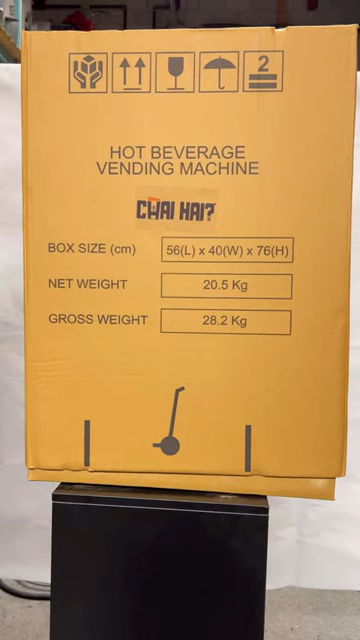 2
HOT BEVERAGE
VENDING MACHINE
CHAI HAI?
BOX SIZE (cm) 56(L) x 40(W) x 76(H)
NET WEIGHT 20.5 Kg
GROSS WEIGHT 28.2 Kg